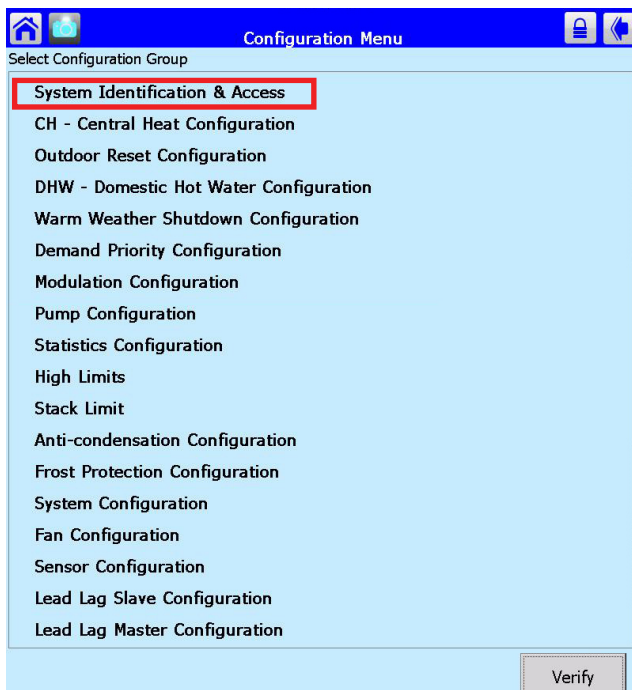 Configuration Menu
Select Configuration Group
System Identification & Access
CH - Central Heat Configuration
Outdoor Reset Configuration
DHW - Domestic Hot Water Configuration
Warm Weather Shutdown Configuration
Demand Priority Configuration
Modulation Configuration
Pump Configuration
Statistics Configuration
High Limits
Stack Limit
Anti-condensation Configuration
Frost Protection Configuration
System Configuration
Fan Configuration
Sensor Configuration
Lead Lag Slave Configuration
Lead Lag Master Configuration
Verify